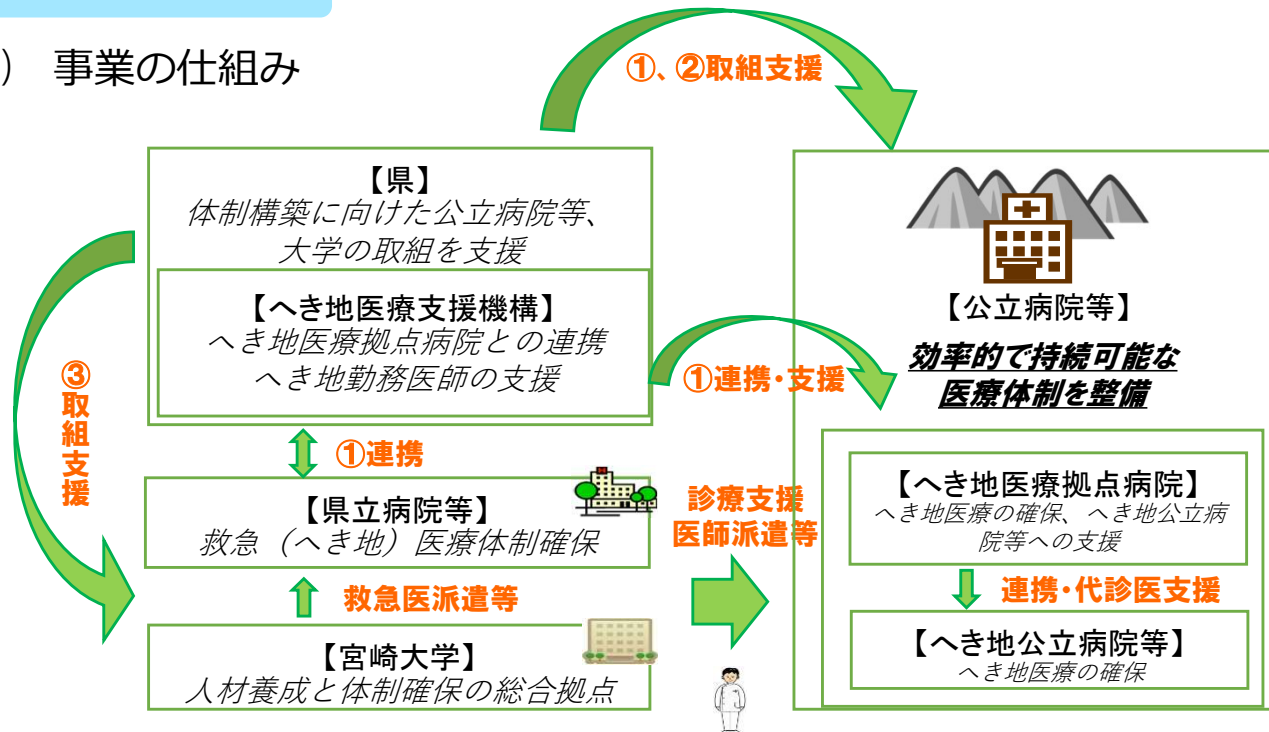 ） 事業の仕組み
①、②取組支援
【県】
体制構築に向けた公立病院等、
大学の取組を支援
【へき地医療支援機構】
へき地医療拠点病院との連携
へき地勤務医師の支援
③取組支援
①連携
【県立病院等】
救急（へき地）医療体制確保
救急医派遣等
【宮崎大学】
人材養成と体制確保の総合拠点
①連携・支援
診療支援
医師派遣等
【公立病院等】
効率的で持続可能な
医療体制を整備
【へき地医療拠点病院】
へき地医療の確保、へき地公立病
院等への支援
連携・代診医支援
【へき地公立病院等】
へき地医療の確保